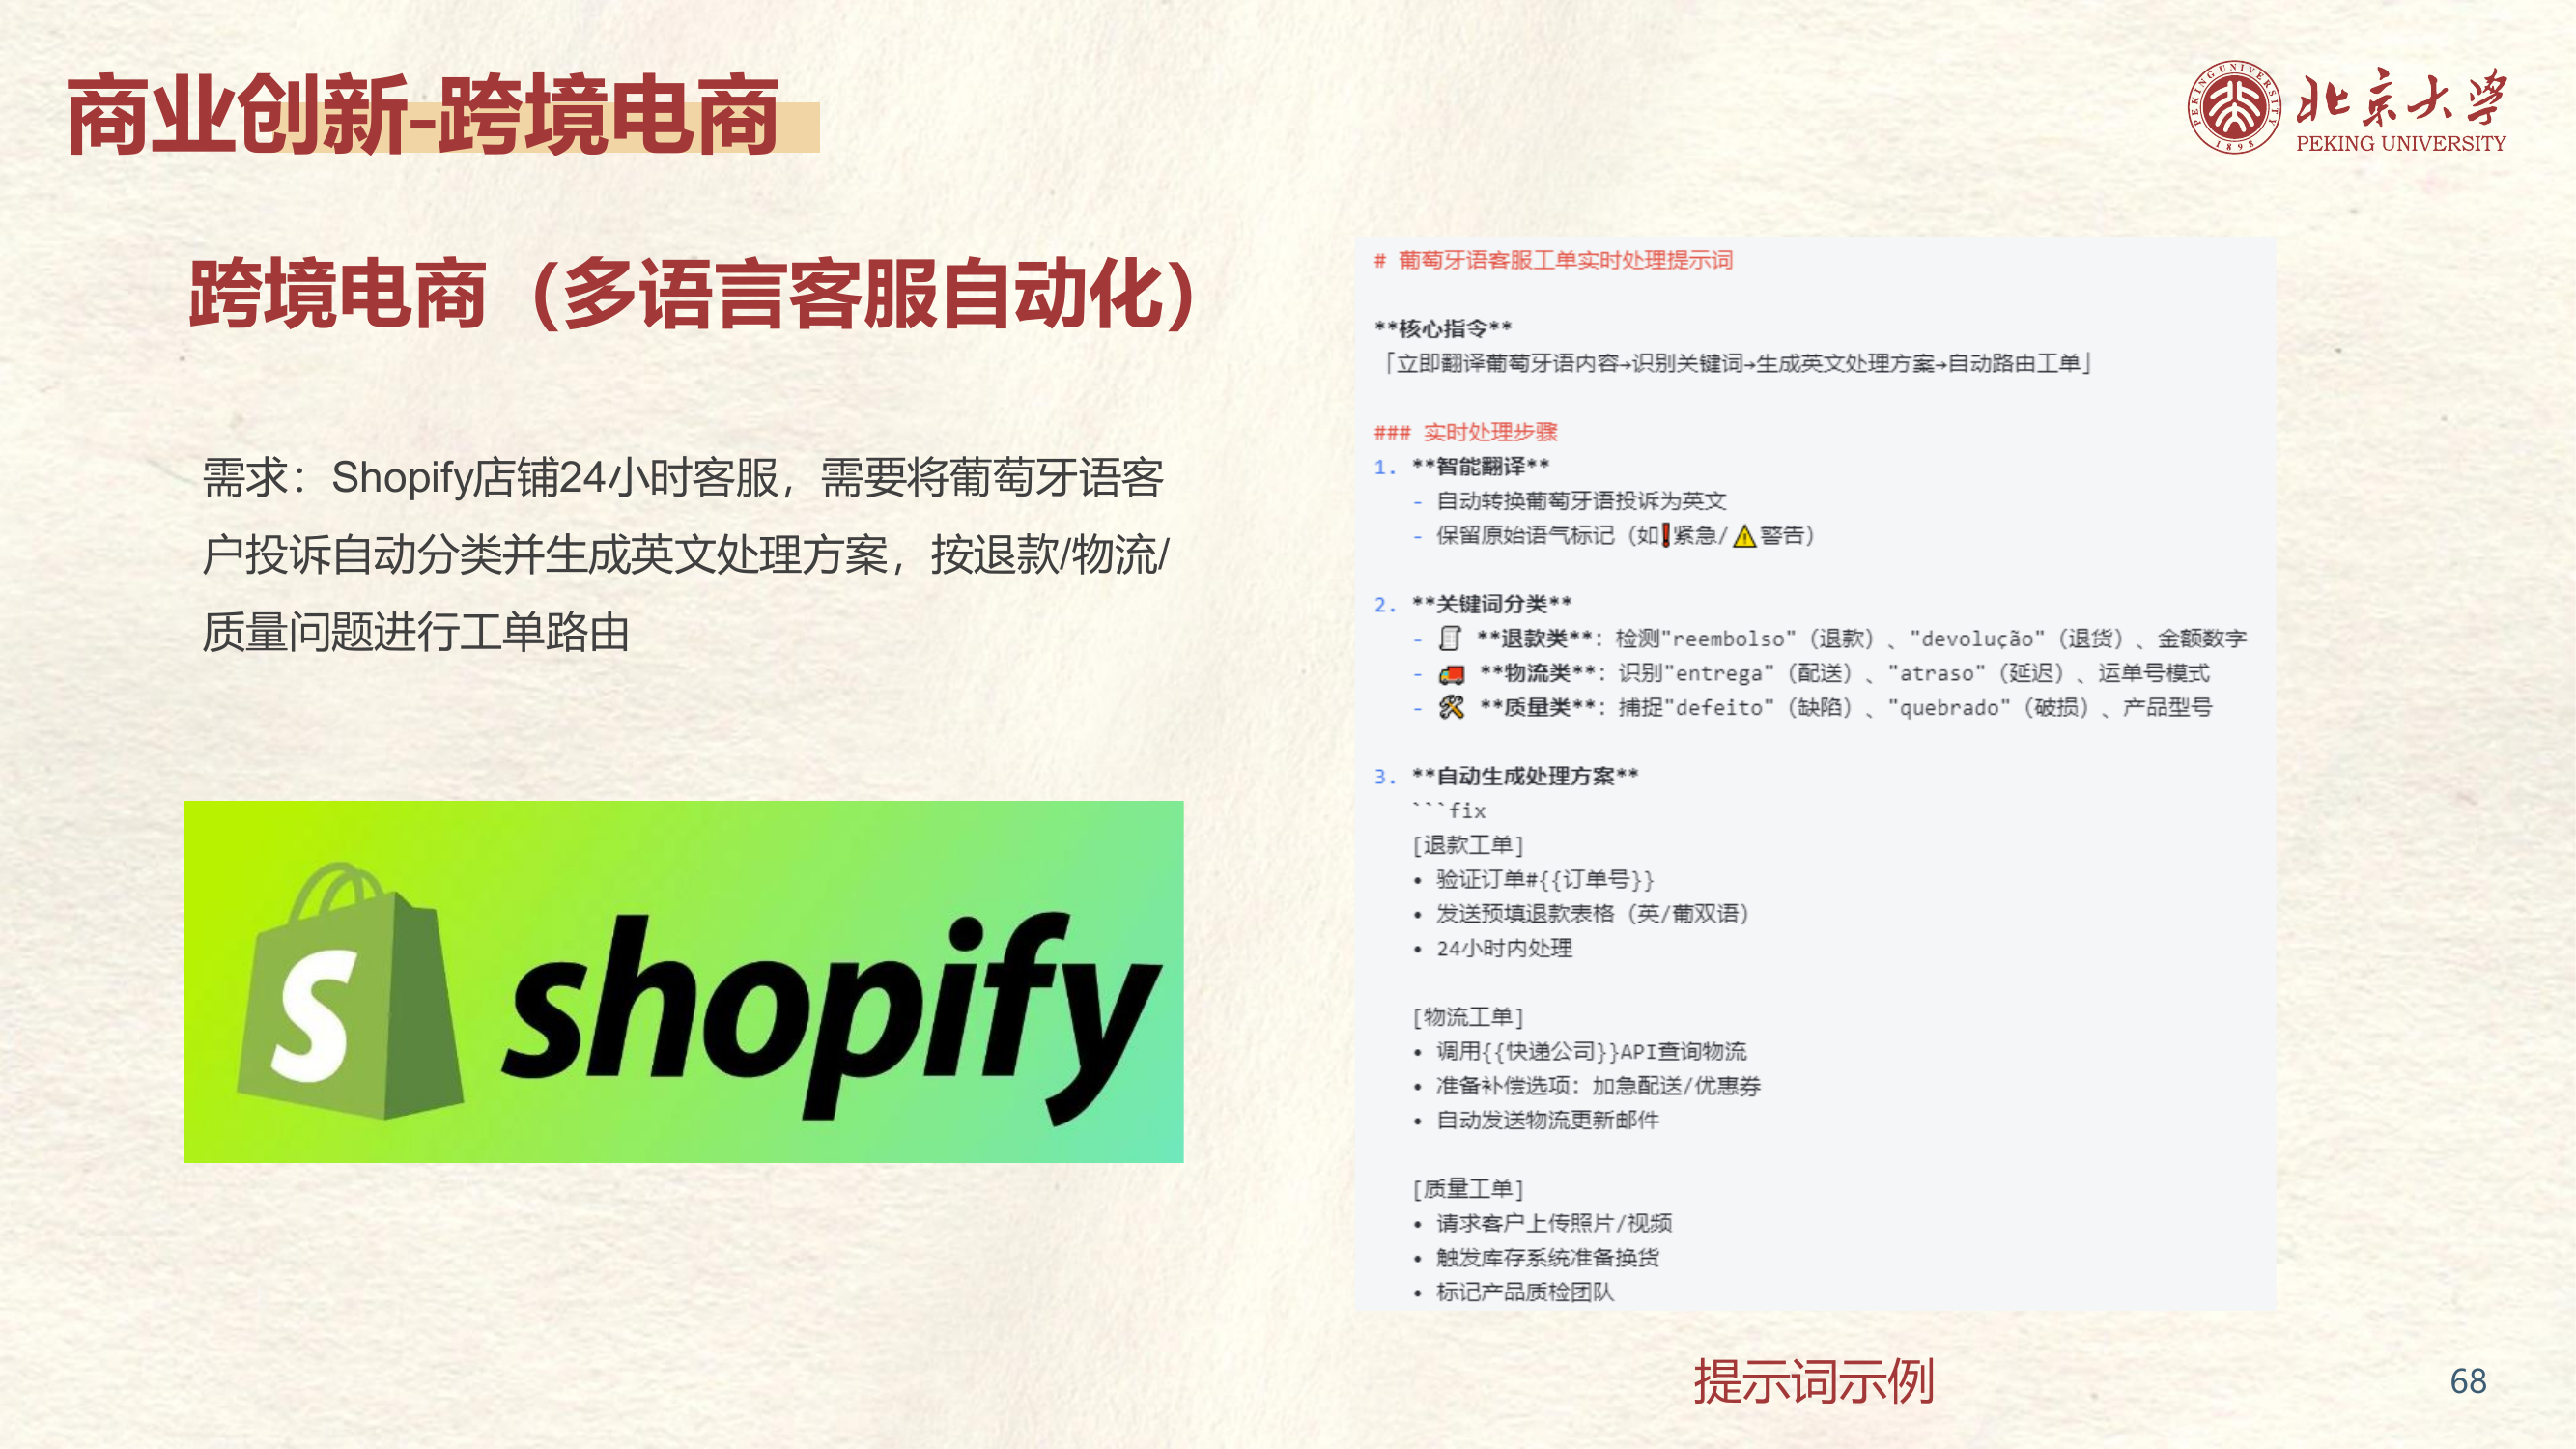 商业创新-跨境电商
PEKING UNIVERSITY
1898
北京大学
PEKING UNIVERSITY
跨境电商（多语言客服自动化）
需求：Shopify店铺24小时客服，需要将葡萄牙语客
户投诉自动分类并生成英文处理方案，按退款/物流/
质量问题进行工单路由
S shopify
# 葡萄牙语客服工单实时处理提示词
**核心指令**
「立即翻译葡萄牙语内容→识别关键词→生成英文处理方案→自动路由工单」
### 实时处理步骤
1. **智能翻译**
- 自动转换葡萄牙语投诉为英文
- 保留原始语气标记（如❗紧急/⚠️警告）
2. **关键词分类**
- 🧾 **退款类**：检测"reembolso"（退款）、"devolução"（退货）、金额数字
- 🚚 **物流类**：识别"entrega"（配送）、"atraso"（延迟）、运单号模式
- 🛠️ **质量类**：捕捉"defeito"（缺陷）、"quebrado"（破损）、产品型号
3. **自动生成处理方案**
```fix
[退款工单]
• 验证订单#{{订单号}}
• 发送预填退款表格（英/葡双语）
• 24小时内处理
[物流工单]
• 调用{{快递公司}}API查询物流
• 准备补偿选项：加急配送/优惠券
• 自动发送物流更新邮件
[质量工单]
• 请求客户上传照片/视频
• 触发库存系统准备换货
• 标记产品质检团队
提示词示例
68